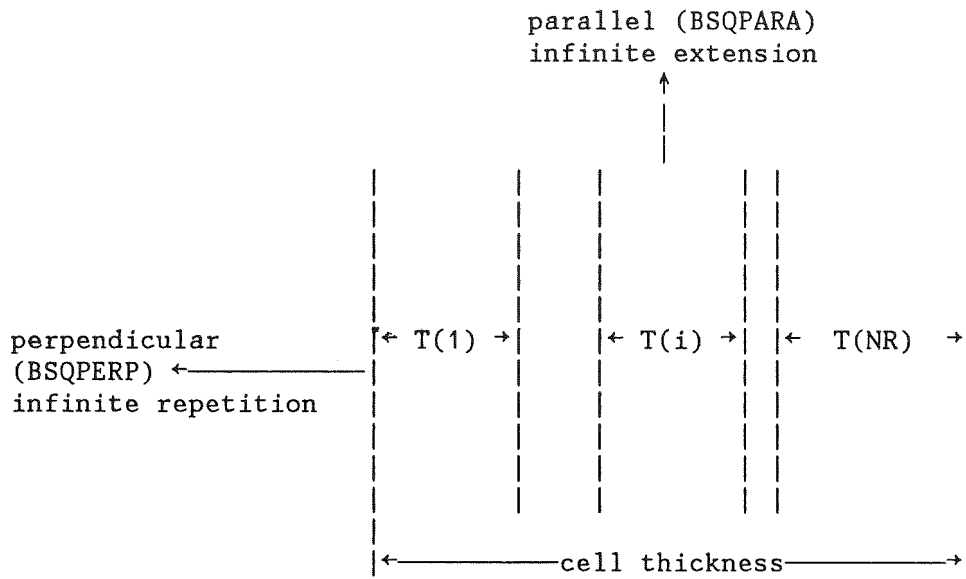 parallel (BSQPARA)
infinite extension
T(1)
T(i)
T(NR)
perpendicular
(BSQPERP)
infinite repetition
cell thickness